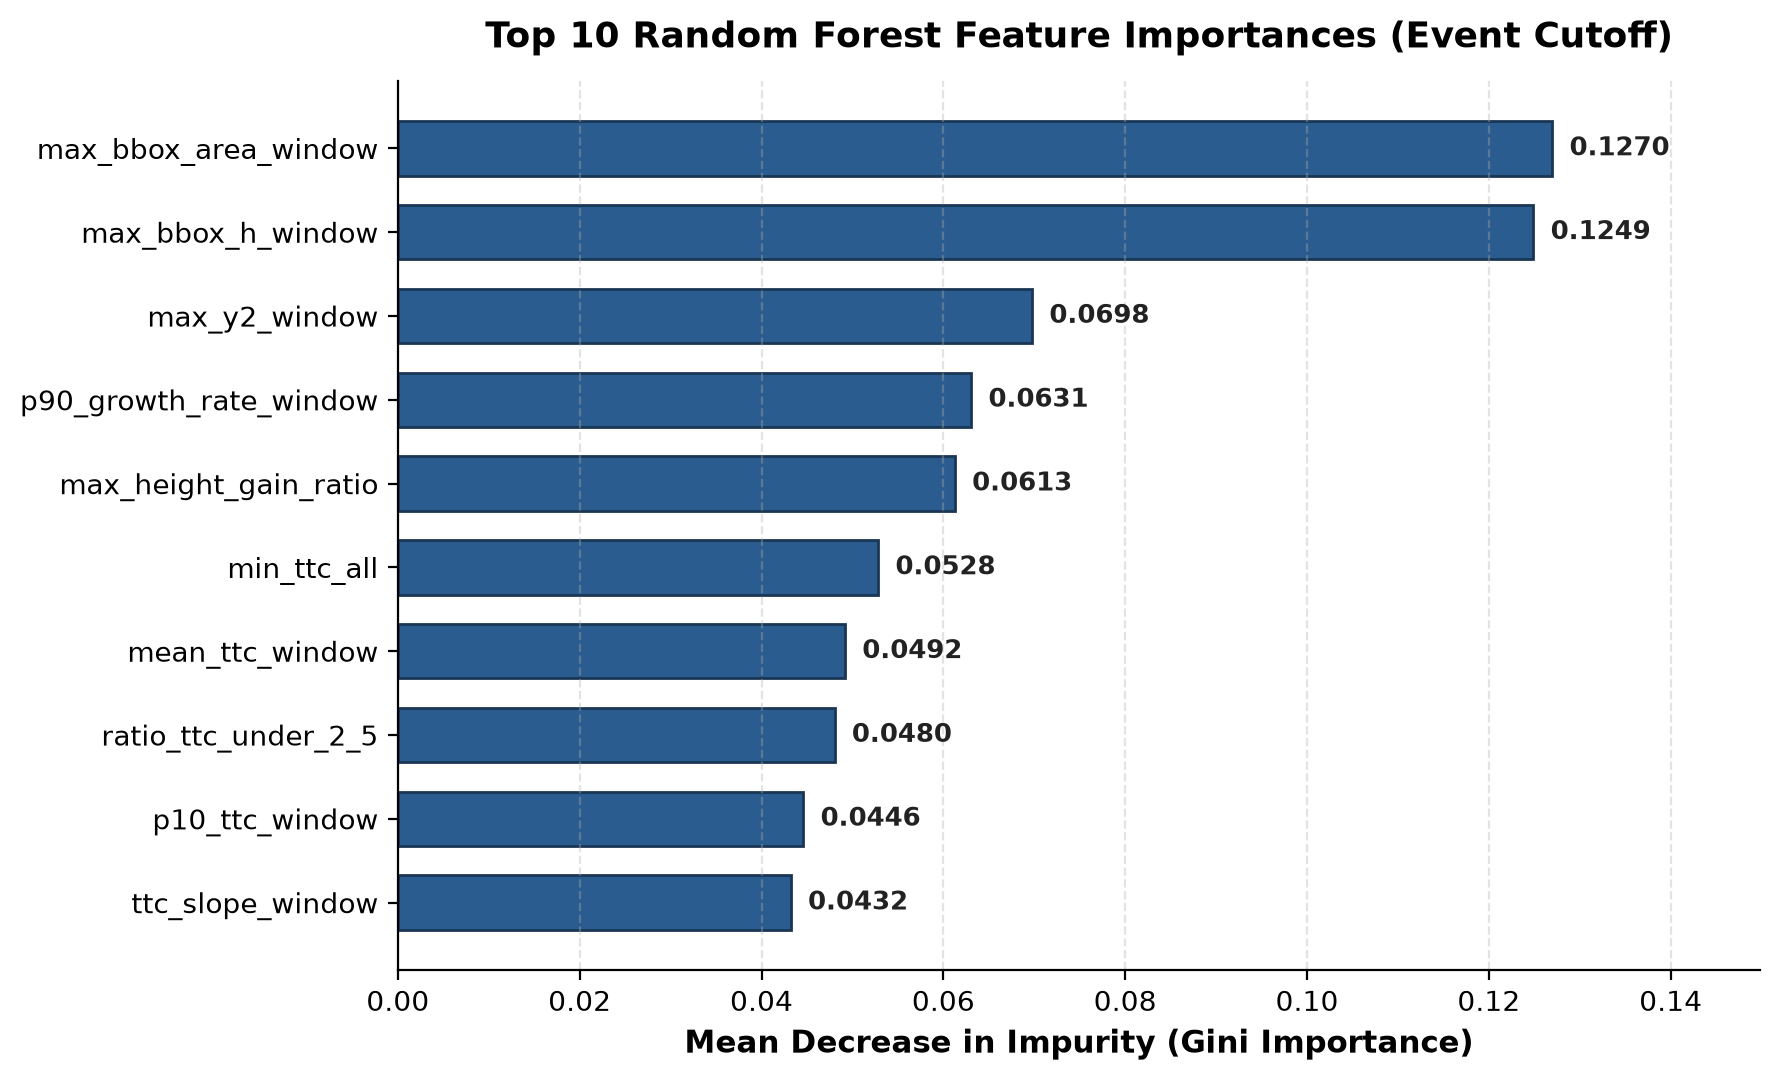 Top 10 Random Forest Feature Importances (Event Cutoff)
max_bbox_area_window 0.1270
max_bbox_h_window 0.1249
max_y2_window 0.0698
p90_growth_rate_window 0.0631
max_height_gain_ratio 0.0613
min_ttc_all 0.0528
mean_ttc_window 0.0492
ratio_ttc_under_2_5 0.0480
p10_ttc_window 0.0446
ttc_slope_window 0.0432
0.00 0.02 0.04 0.06 0.08 0.10 0.12 0.14
Mean Decrease in Impurity (Gini Importance)